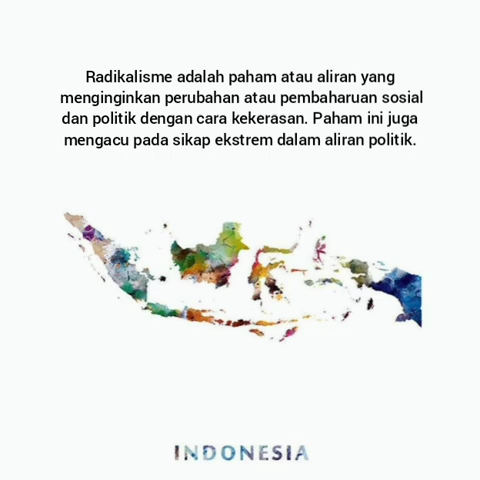 Radikalisme adalah paham atau aliran yang
menginginkan perubahan atau pembaharuan sosial
dan politik dengan cara kekerasan. Paham ini juga
mengacu pada sikap ekstrem dalam aliran politik.
INDONESIA